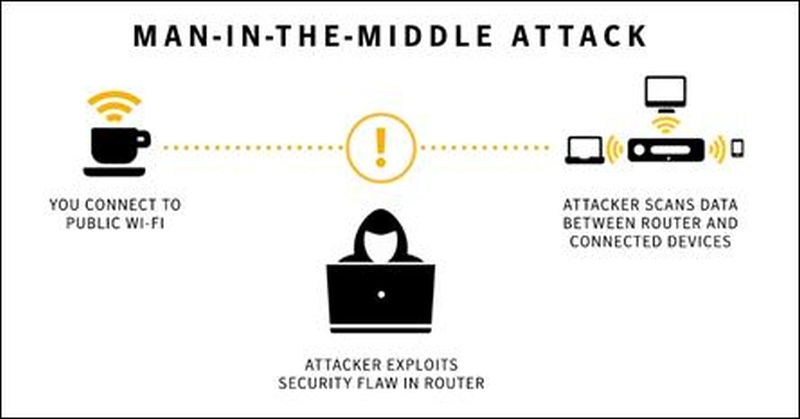 MAN-IN-THE-MIDDLE ATTACK
YOU CONNECT TO
PUBLIC WI-FI
ATTACKER SCANS DATA
BETWEEN ROUTER AND
CONNECTED DEVICES
ATTACKER EXPLOITS
SECURITY FLAW IN ROUTER